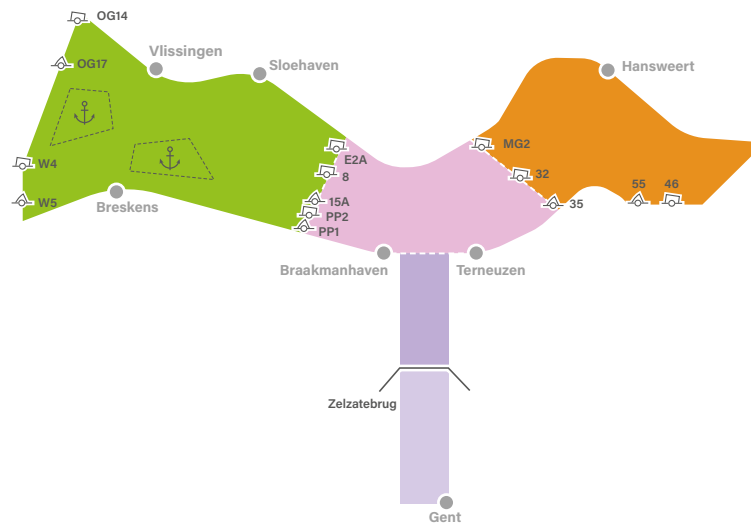 OG14
Vlissingen
OG17
Sloehaven
Hansweert
MG2
E2A
W4
8
32
55
46
W5
15A
35
Breskens
PP2
PP1
Braakmanhaven
Terneuzen
Zelzatebrug
Gent